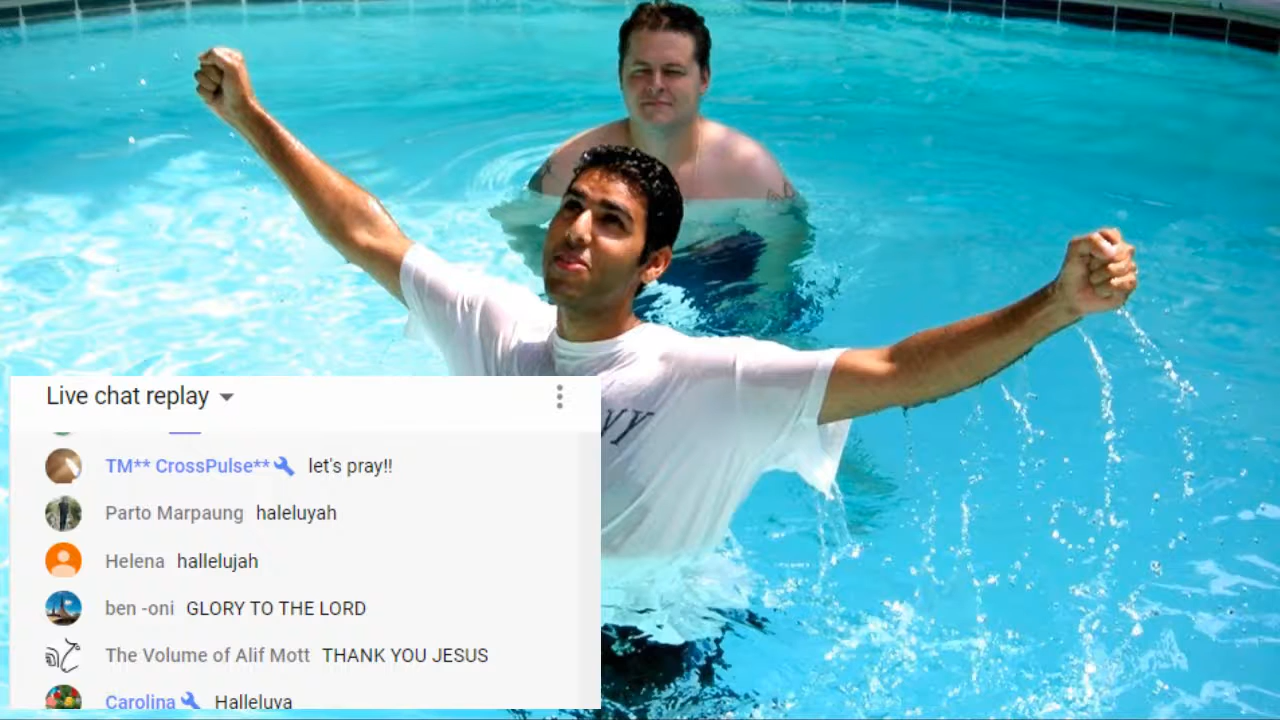 Live chat replay
TM** CrossPulse** let's pray!!
Parto Marpaung haleluyah
Helena hallelujah
ben -oni GLORY TO THE LORD
The Volume of Alif Mott THANK YOU JESUS
Carolina Halleluya